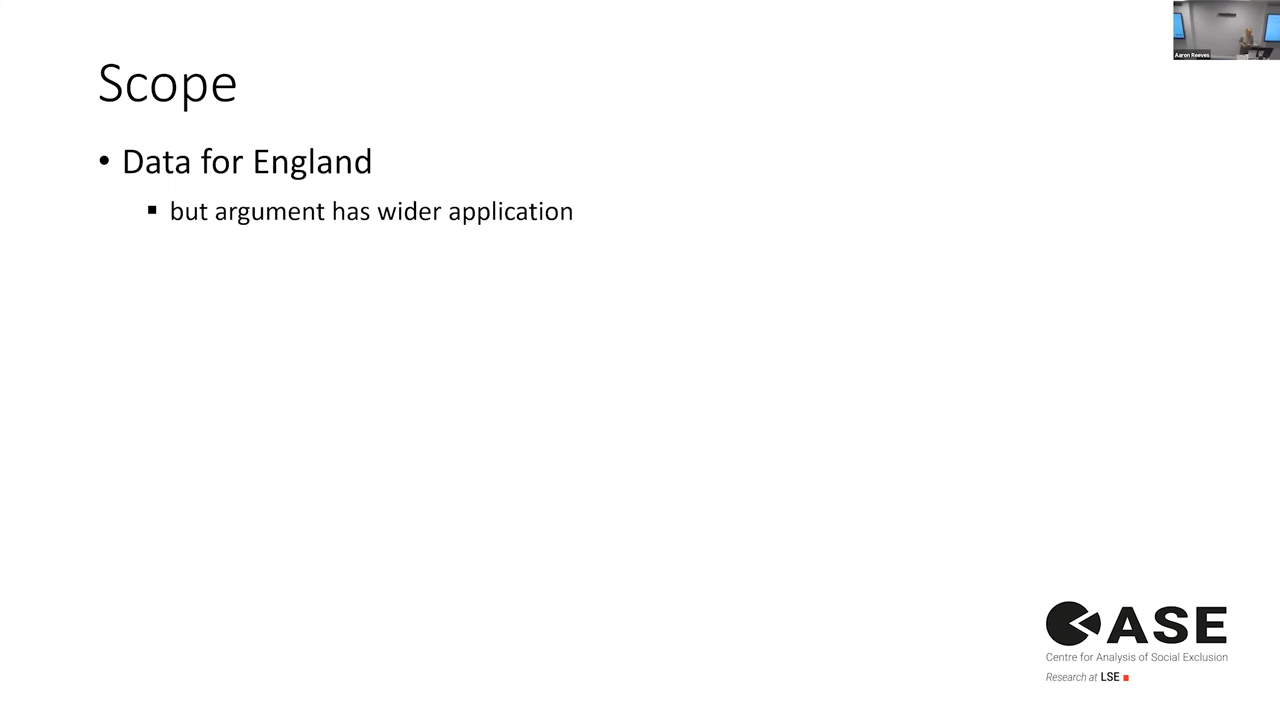 Aaron Reeves
Scope
• Data for England
▪ but argument has wider application
CASE
Centre for Analysis of Social Exclusion
Research at LSE